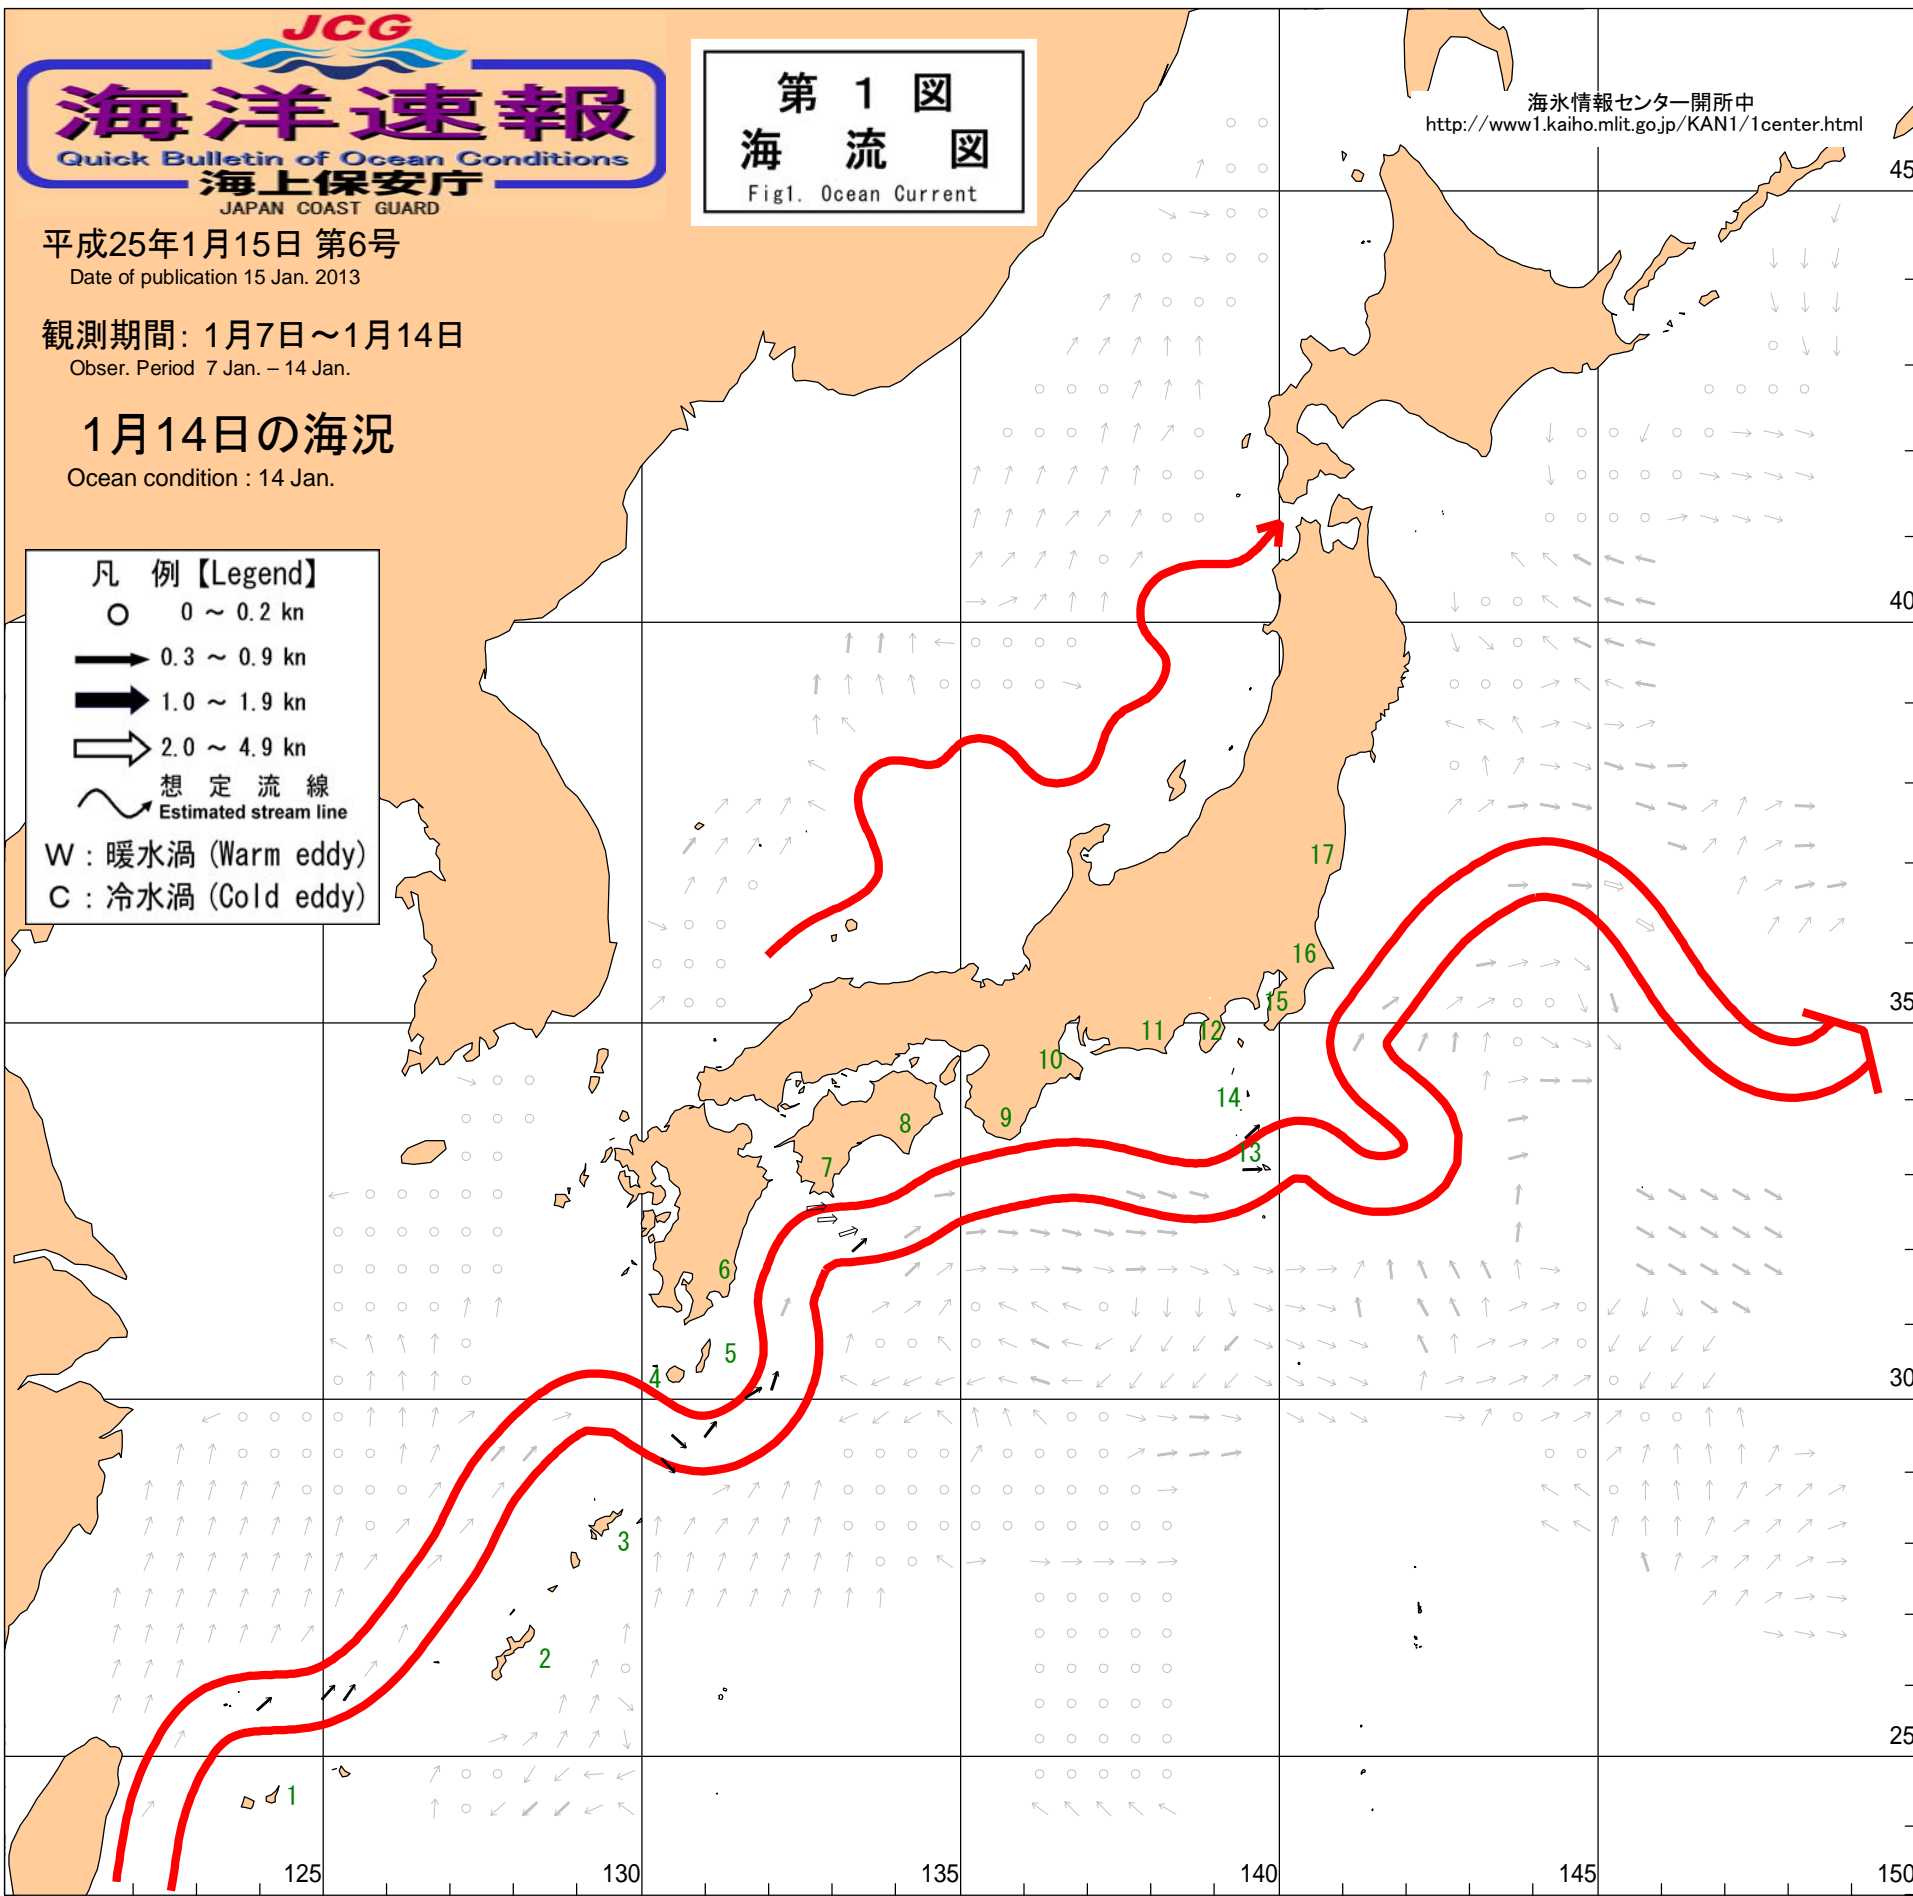 JCG
海洋速報
Quick Bulletin of Ocean Conditions
海上保安庁
JAPAN COAST GUARD
第 1 図
海 流 図
Fig1. Ocean Current
海氷情報センター開所中
http://www1.kaiho.mlit.go.jp/KAN1/1center.html
平成25年1月15日 第6号
Date of publication 15 Jan. 2013
観測期間: 1月7日～1月14日
Obser. Period 7 Jan. – 14 Jan.
1月14日の海況
Ocean condition : 14 Jan.
凡 例【Legend】
0 ～ 0.2 kn
0.3 ～ 0.9 kn
1.0 ～ 1.9 kn
2.0 ～ 4.9 kn
想 定 流 線
Estimated stream line
W : 暖水渦 (Warm eddy)
C : 冷水渦 (Cold eddy)
45
40
17
16
35
15
12
11
10
14
9
8
13
7
6
5
4
30
3
2
25
1
125
130
135
140
145
150